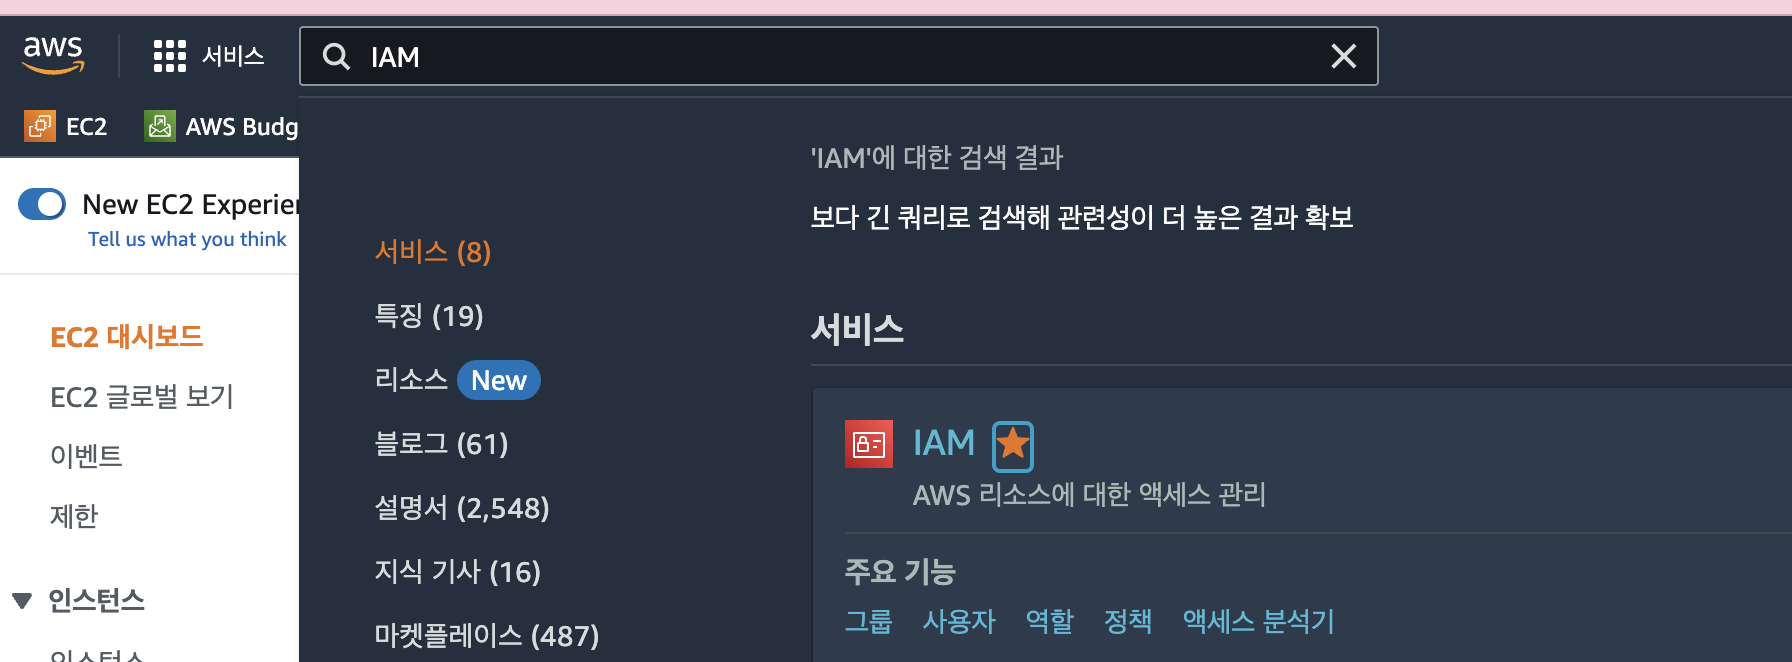 aws
서비스
IAM
EC2
AWS Budg
New EC2 Experien
Tell us what you think
EC2 대시보드
EC2 글로벌 보기
이벤트
제한
인스턴스
인스턴스
서비스 (8)
특징 (19)
리소스 New
블로그 (61)
설명서 (2,548)
지식 기사 (16)
마켓플레이스 (487)
'IAM'에 대한 검색 결과
보다 긴 쿼리로 검색해 관련성이 더 높은 결과 확보
서비스
IAM
AWS 리소스에 대한 액세스 관리
주요 기능
그룹 사용자 역할 정책 액세스 분석기